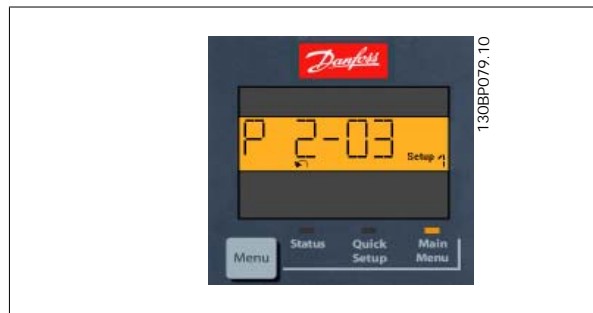 Danfoss
130BP079.10
P 2-03
Setup 1
Status
Quick Setup
Main Menu
Menu